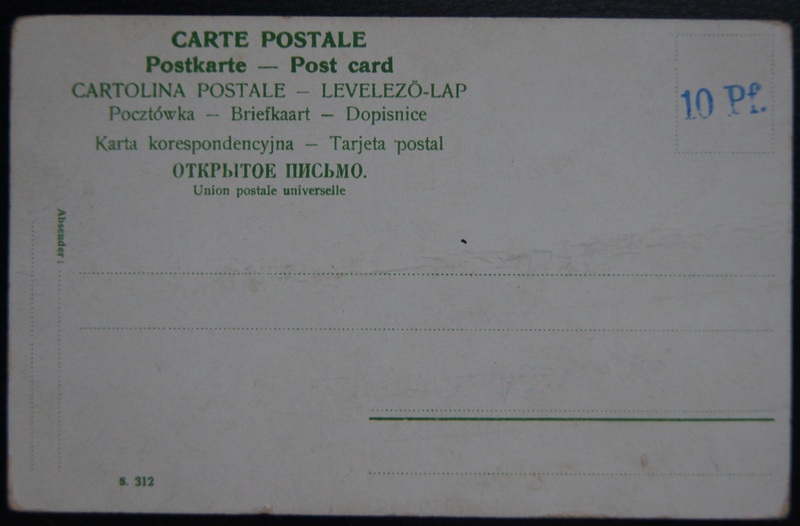 CARTE POSTALE
Postkarte — Post card
CARTOLINA POSTALE — LEVELEZŐ-LAP
Pocztówka — Briefkaart — Dopisnice
Karta korespondencyjna — Tarjeta postal
ОТКРЫТОЕ ПИСЬМО.
Union postale universelle
10 Pf.
Absender:
S. 312